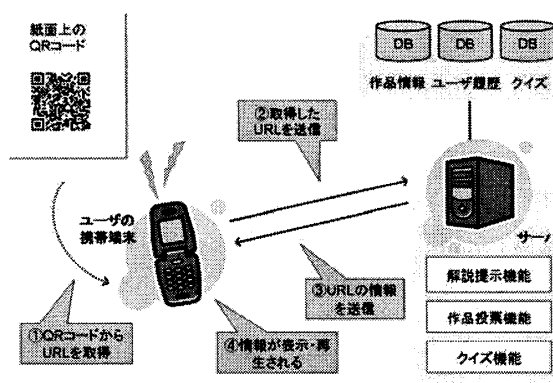 紙面上の
QRコード
DB
DB
DB
作品情報
ユーザ履歴
クイズ
②取得した
URLを送信
ユーザの
携帯端末
サーバ
③URLの情報
を送信
①QRコードから
URLを取得
④情報が表示・再
生される
解説提示機能
作品投票機能
クイズ機能